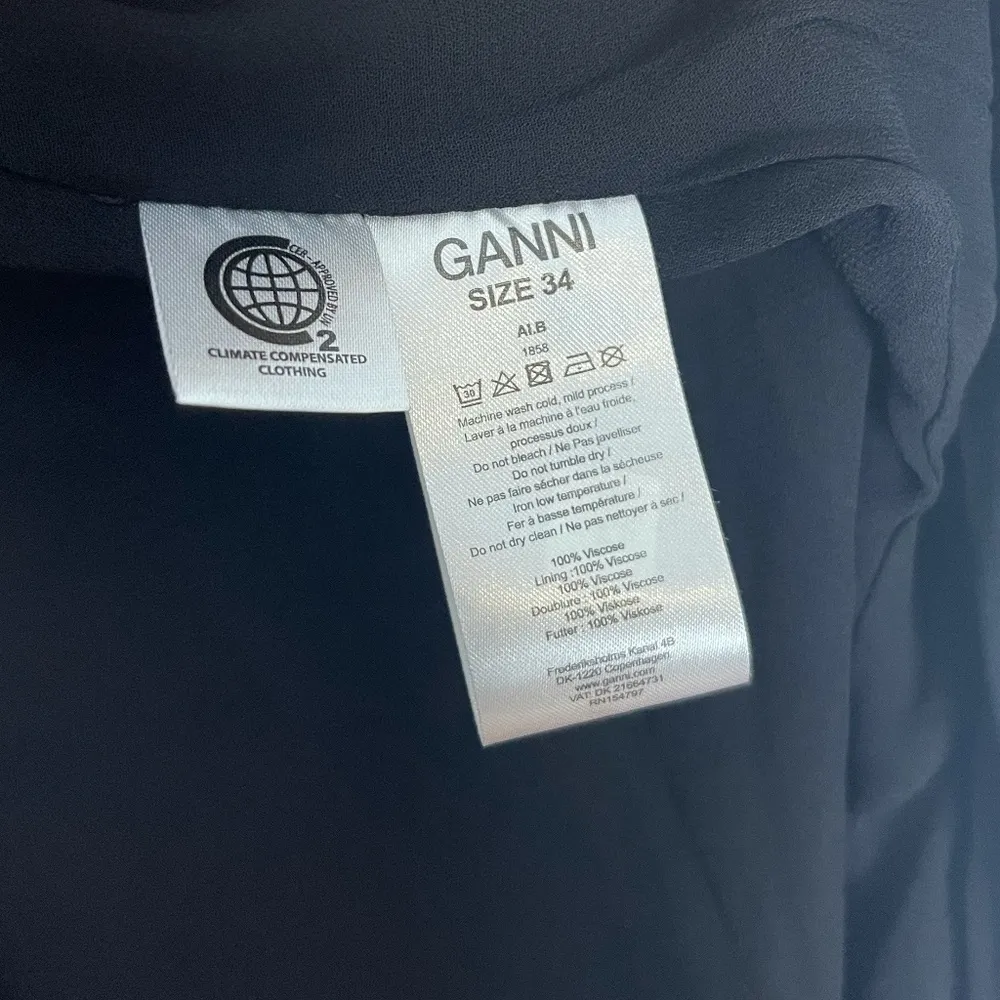 CER - APPROVED BY UN
2
CLIMATE COMPENSATED
CLOTHING
GANNI
SIZE 34
AI.B
1858
30
Machine wash cold, mild process /
Laver à la machine à l'eau froide,
processus doux /
Do not bleach / Ne Pas javelliser
Do not tumble dry /
Ne pas faire sécher dans la sécheuse
Iron low temperature /
Fer à basse température /
Do not dry clean / Ne pas nettoyer à sec /
100% Viscose
Lining :100% Viscose
100% Viscose
Doublure : 100% Viscose
100% Viskose
Futter : 100% Viskose
Frederiksholms Kanal 4B
DK-1220 Copenhagen
www.ganni.com
VAT: DK 21664731
RN154797